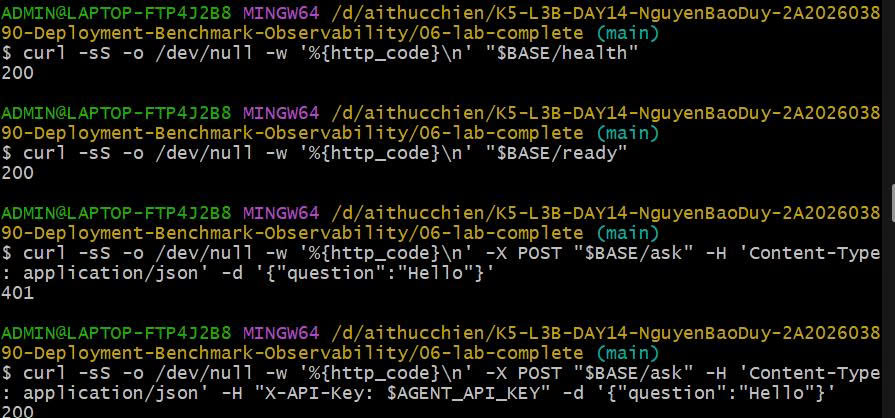 ADMIN@LAPTOP-FTP4J2B8 MINGW64 /d/aithucchien/K5-L3B-DAY14-NguyenBaoDuy-2A2026038
90-Deployment-Benchmark-Observability/06-lab-complete (main)
$ curl -sS -o /dev/null -w '%{http_code}\n' "$BASE/health"
200
ADMIN@LAPTOP-FTP4J2B8 MINGW64 /d/aithucchien/K5-L3B-DAY14-NguyenBaoDuy-2A2026038
90-Deployment-Benchmark-Observability/06-lab-complete (main)
$ curl -sS -o /dev/null -w '%{http_code}\n' "$BASE/ready"
200
ADMIN@LAPTOP-FTP4J2B8 MINGW64 /d/aithucchien/K5-L3B-DAY14-NguyenBaoDuy-2A2026038
90-Deployment-Benchmark-Observability/06-lab-complete (main)
$ curl -sS -o /dev/null -w '%{http_code}\n' -X POST "$BASE/ask" -H 'Content-Type
: application/json' -d '{"question":"Hello"}'
401
ADMIN@LAPTOP-FTP4J2B8 MINGW64 /d/aithucchien/K5-L3B-DAY14-NguyenBaoDuy-2A2026038
90-Deployment-Benchmark-Observability/06-lab-complete (main)
$ curl -sS -o /dev/null -w '%{http_code}\n' -X POST "$BASE/ask" -H 'Content-Type
: application/json' -H "X-API-Key: $AGENT_API_KEY" -d '{"question":"Hello"}'
200